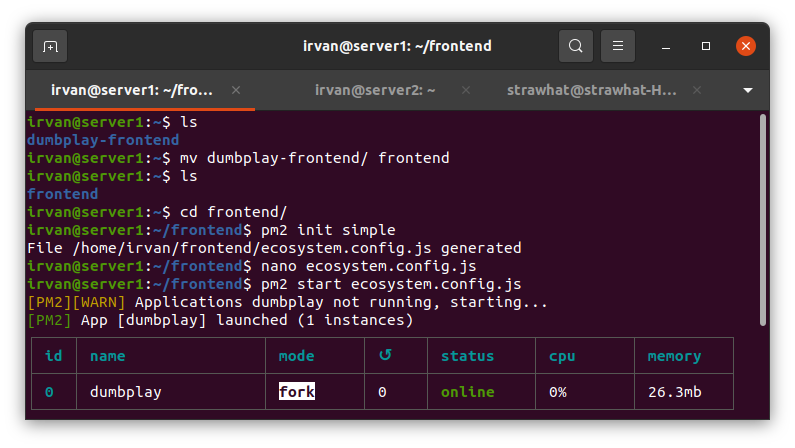 irvan@server1: ~/frontend
irvan@server1: ~/fro...
irvan@server2: ~
strawhat@strawhat-H...
irvan@server1:~$ ls
dumbplay-frontend
irvan@server1:~$ mv dumbplay-frontend/ frontend
irvan@server1:~$ ls
frontend
irvan@server1:~$ cd frontend/
irvan@server1:~/frontend$ pm2 init simple
File /home/irvan/frontend/ecosystem.config.js generated
irvan@server1:~/frontend$ nano ecosystem.config.js
irvan@server1:~/frontend$ pm2 start ecosystem.config.js
[PM2][WARN] Applications dumbplay not running, starting...
[PM2] App [dumbplay] launched (1 instances)
id name mode ↺ status cpu memory
0 dumbplay fork 0 online 0% 26.3mb